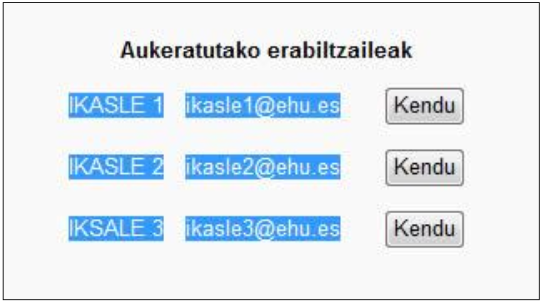 Aukeratutako erabiltzaileak
IKASLE 1 ikasle1@ehu.es Kendu
IKASLE 2 ikasle2@ehu.es Kendu
IKSALE 3 ikasle3@ehu.es Kendu